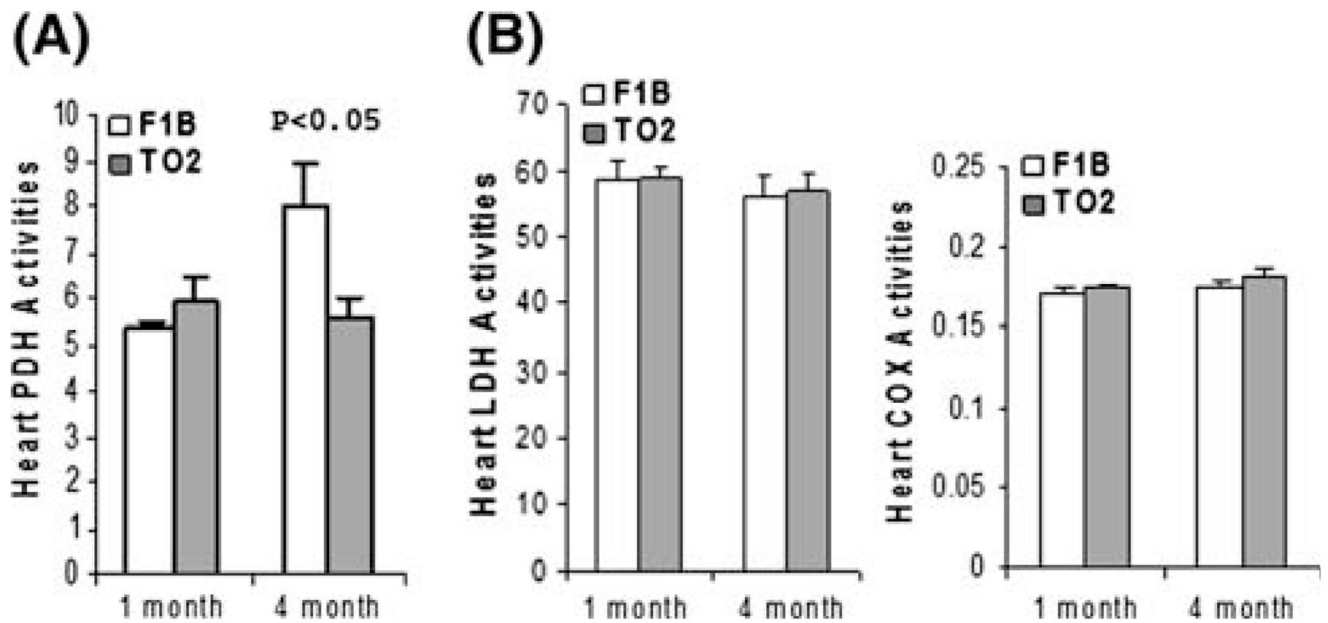 (A)
Heart PDH Activities
10
9
8
7
6
5
4
3
2
1
0
F1B
TO2
P<0.05
1 month
4 month
(B)
Heart LDH Activities
70
60
50
40
30
20
10
0
F1B
TO2
1 month
4 month
Heart COX Activities
0.25
0.2
0.15
0.1
0.05
0
F1B
TO2
1 month
4 month